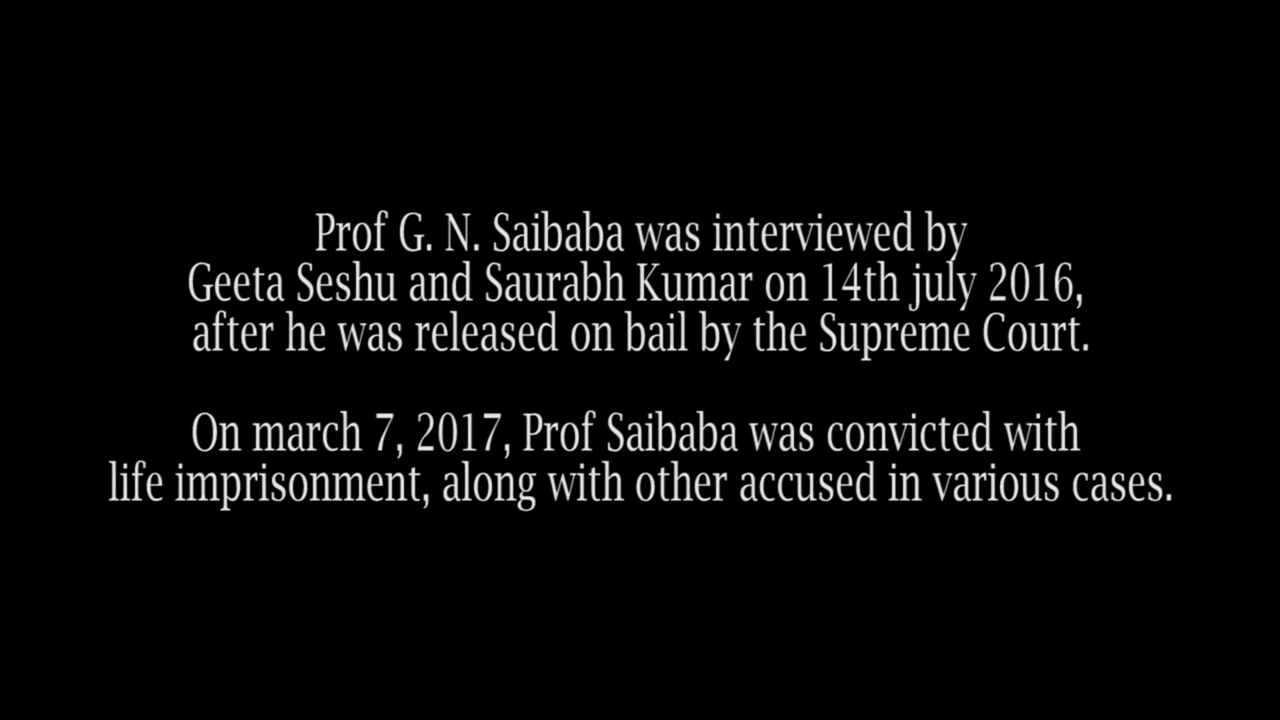 Prof G. N. Saibaba was interviewed by
Geeta Seshu and Saurabh Kumar on 14th july 2016,
after he was released on bail by the Supreme Court.
On march 7, 2017, Prof Saibaba was convicted with
life imprisonment, along with other accused in various cases.